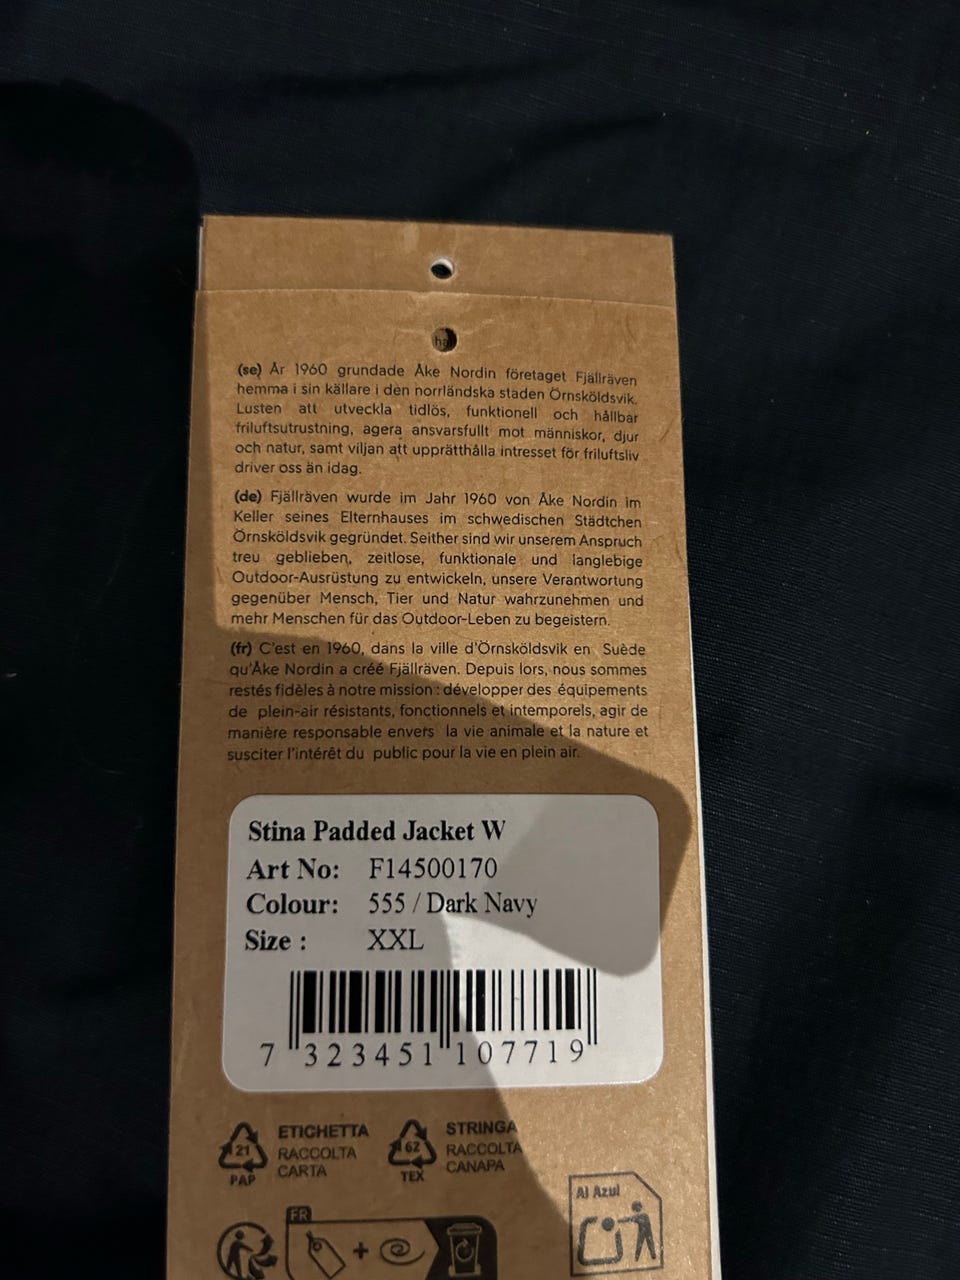 (se) År 1960 grundade Åke Nordin företaget Fjällräven
hemma i sin källare i den norrländska staden Örnsköldsvik.
Lusten att utveckla tidlös, funktionell och hållbar
friluftsutrustning, agera ansvarsfullt mot människor, djur
och natur, samt viljan att upprätthålla intresset för friluftsliv
driver oss än idag.
(de) Fjällräven wurde im Jahr 1960 von Åke Nordin im
Keller seines Elternhauses im schwedischen Städtchen
Örnsköldsvik gegründet. Seither sind wir unserem Anspruch
treu geblieben, zeitlose, funktionale und langlebige
Outdoor-Ausrüstung zu entwickeln, unsere Verantwortung
gegenüber Mensch, Tier und Natur wahrzunehmen und
mehr Menschen für das Outdoor-Leben zu begeistern.
(fr) C'est en 1960, dans la ville d'Örnsköldsvik en Suède
qu'Åke Nordin a créé Fjällräven. Depuis lors, nous sommes
restés fidèles à notre mission : développer des équipements
de plein-air résistants, fonctionnels et intemporels, agir de
manière responsable envers la vie animale et la nature et
susciter l'intérêt du public pour la vie en plein air.
Stina Padded Jacket W
Art No: F14500170
Colour: 555 / Dark Navy
Size : XXL
7 323451 107719
21
PAP
ETICHETTA
RACCOLTA
CARTA
62
TEX
STRINGA
RACCOLTA
CANAPA
Al Azul
FR
+